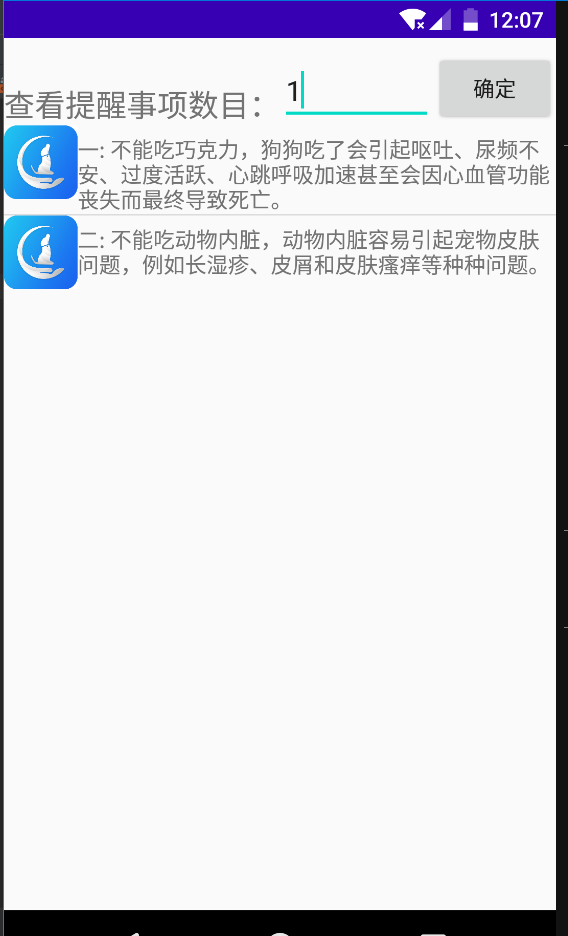 12:07
查看提醒事项数目： 1 确定
一: 不能吃巧克力，狗狗吃了会引起呕吐、尿频不
安、过度活跃、心跳呼吸加速甚至会因心血管功能
丧失而最终导致死亡。
二: 不能吃动物内脏，动物内脏容易引起宠物皮肤
问题，例如长湿疹、皮屑和皮肤瘙痒等种种问题。